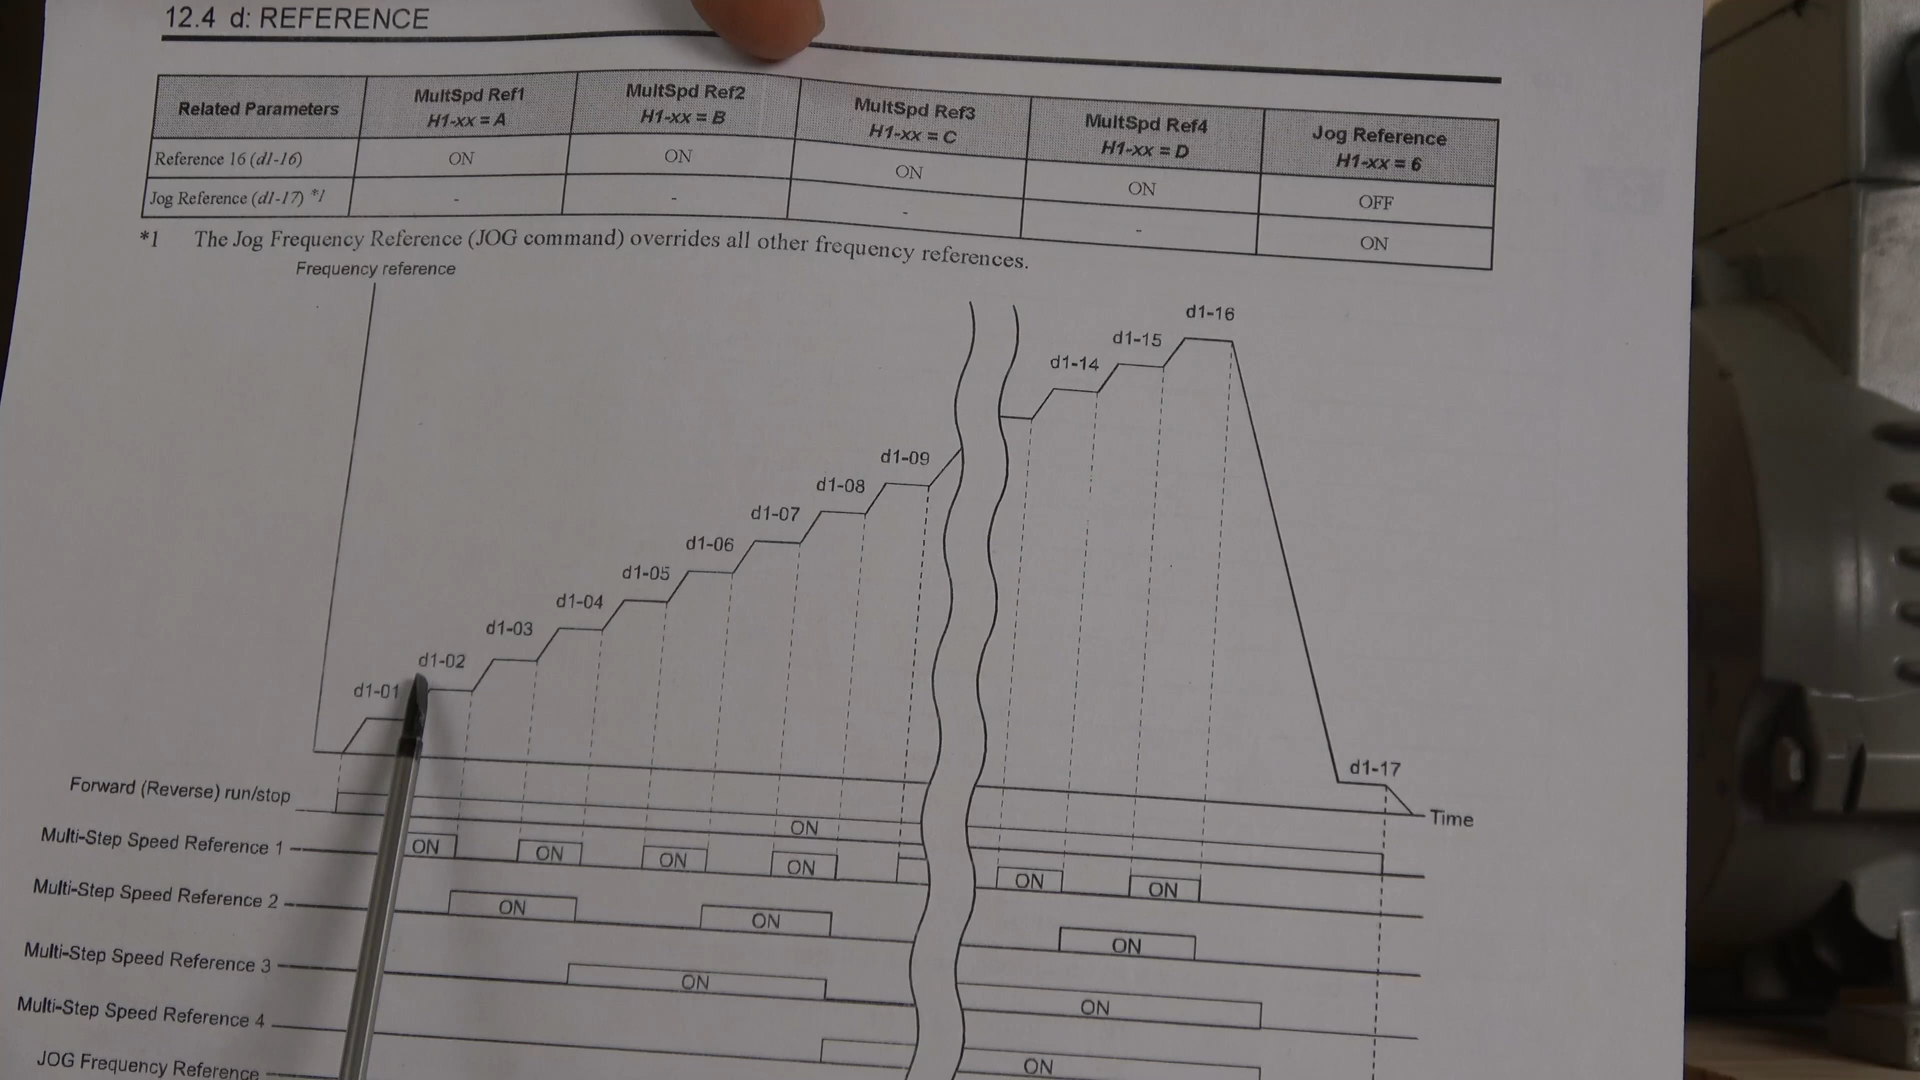 12.4 d: REFERENCE
Related Parameters MultSpd Ref1 H1-xx = A MultSpd Ref2 H1-xx = B MultSpd Ref3 H1-xx = C MultSpd Ref4 H1-xx = D Jog Reference H1-xx = 6
Reference 16 (d1-16) ON ON ON ON OFF
Jog Reference (d1-17) *1 - - - - ON
*1 The Jog Frequency Reference (JOG command) overrides all other frequency references.
Frequency reference
d1-16
d1-15
d1-14
d1-09
d1-08
d1-07
d1-06
d1-05
d1-04
d1-03
d1-02
d1-01
d1-17
Time
Forward (Reverse) run/stop ON
Multi-Step Speed Reference 1 ON ON ON ON ON ON
Multi-Step Speed Reference 2 ON ON ON
Multi-Step Speed Reference 3 ON ON
Multi-Step Speed Reference 4 ON
JOG Frequency Reference